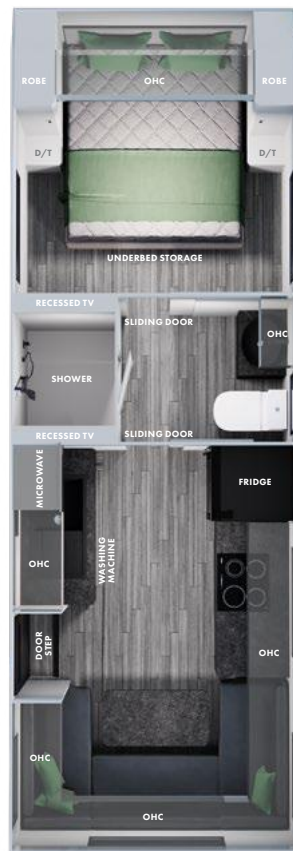 ROBE
OHC
ROBE
D/T
D/T
UNDERBED STORAGE
RECESSED TV
SLIDING DOOR
OHC
SHOWER
RECESSED TV
SLIDING DOOR
MICROWAVE
FRIDGE
OHC
WASHING
MACHINE
DOOR
STEP
OHC
OHC
OHC